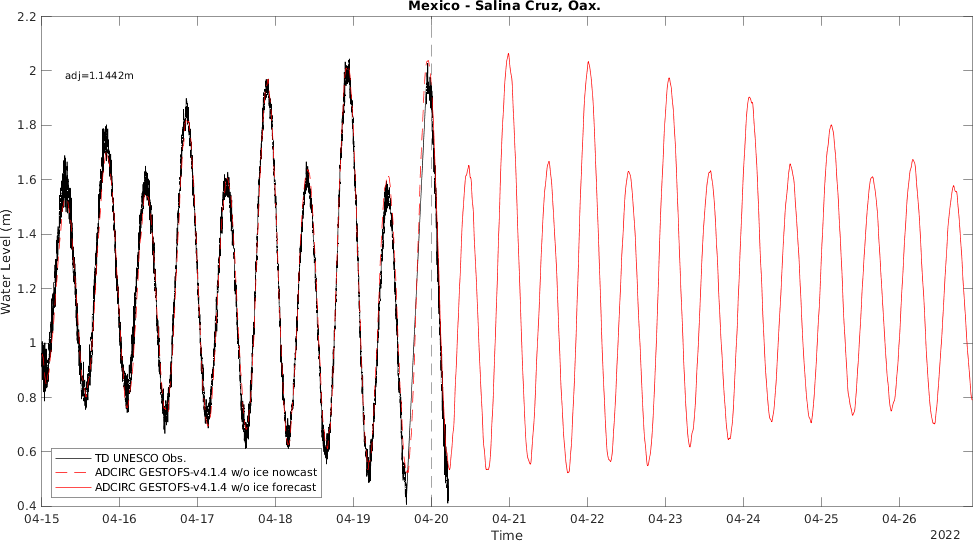 Mexico - Salina Cruz, Oax.
2.2
2
1.8
1.6
1.4
1.2
1
0.8
0.6
0.4
Water Level (m)
adj=1.1442m
TD UNESCO Obs.
ADCIRC GESTOFS-v4.1.4 w/o ice nowcast
ADCIRC GESTOFS-v4.1.4 w/o ice forecast
04-15 04-16 04-17 04-18 04-19 04-20 04-21 04-22 04-23 04-24 04-25 04-26
Time
2022